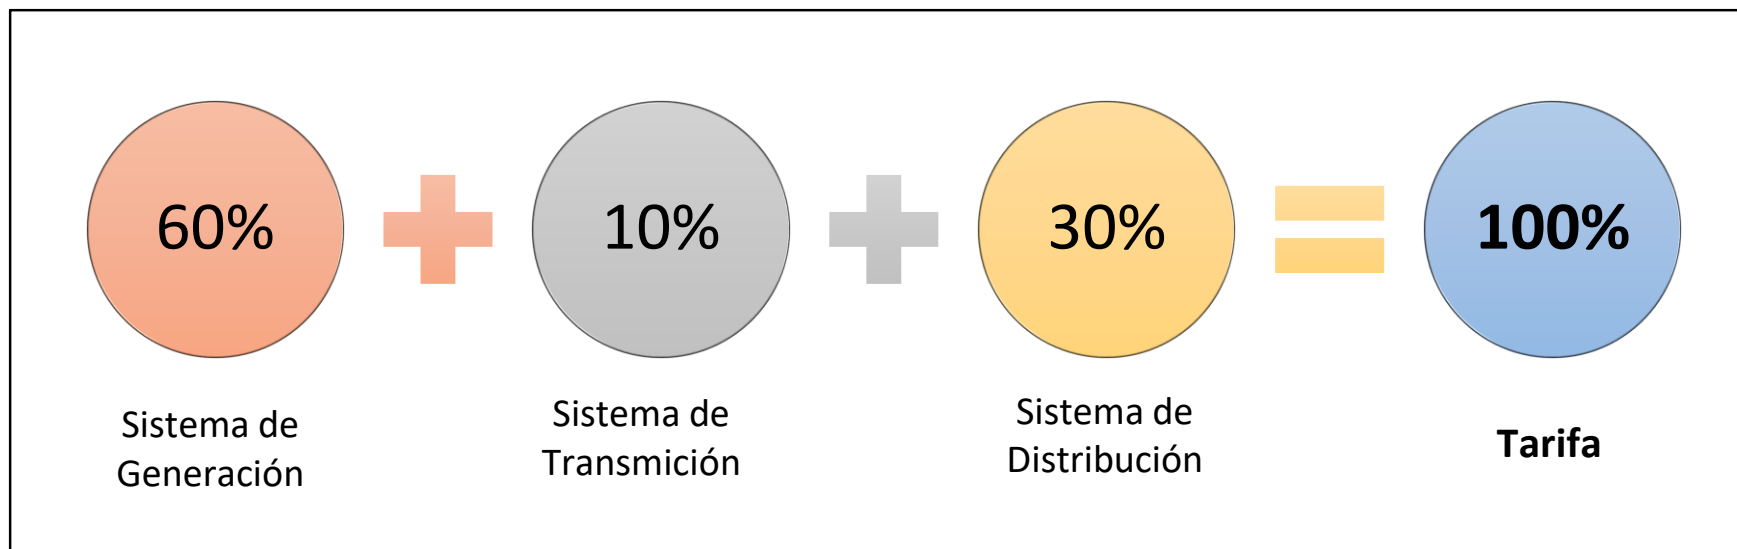 60%
10%
30%
100%
Sistema de
Generación
Sistema de
Transmición
Sistema de
Distribución
Tarifa